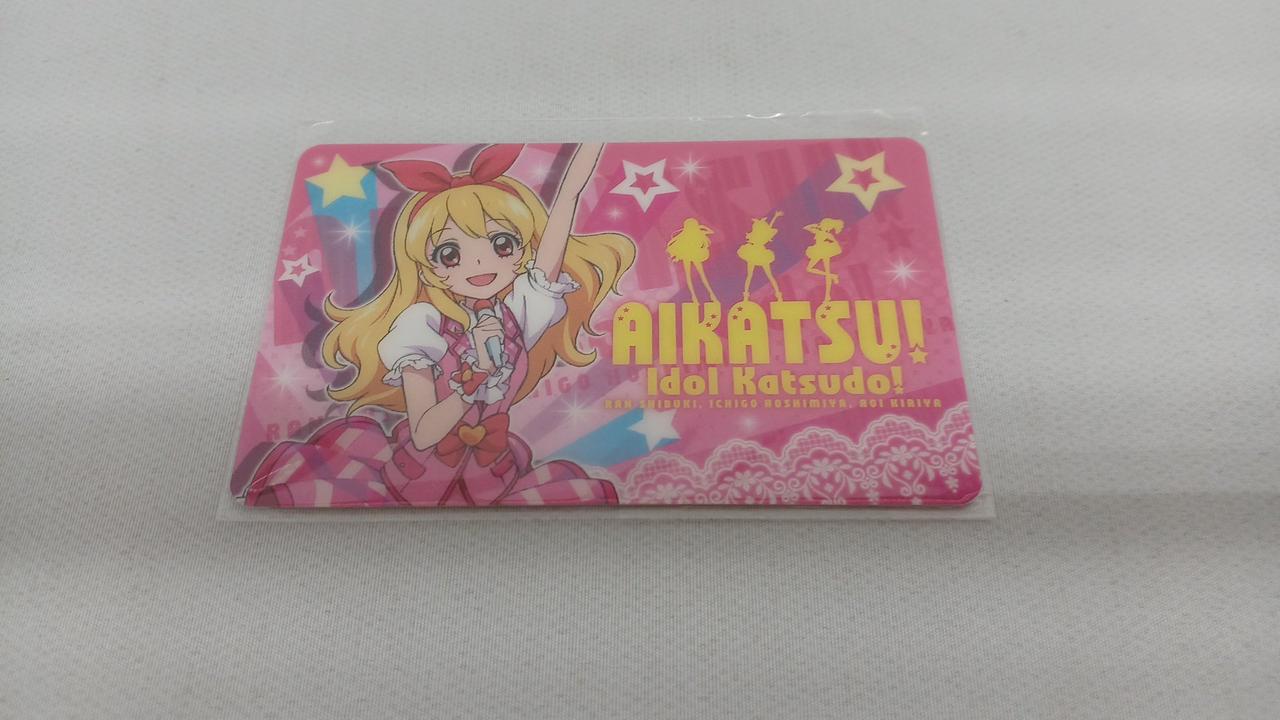 AIKATSU!
Idol Katsudo!
RAN SHIBUKI, ICHIGO HOSHIMIYA, AOI KIRIYA